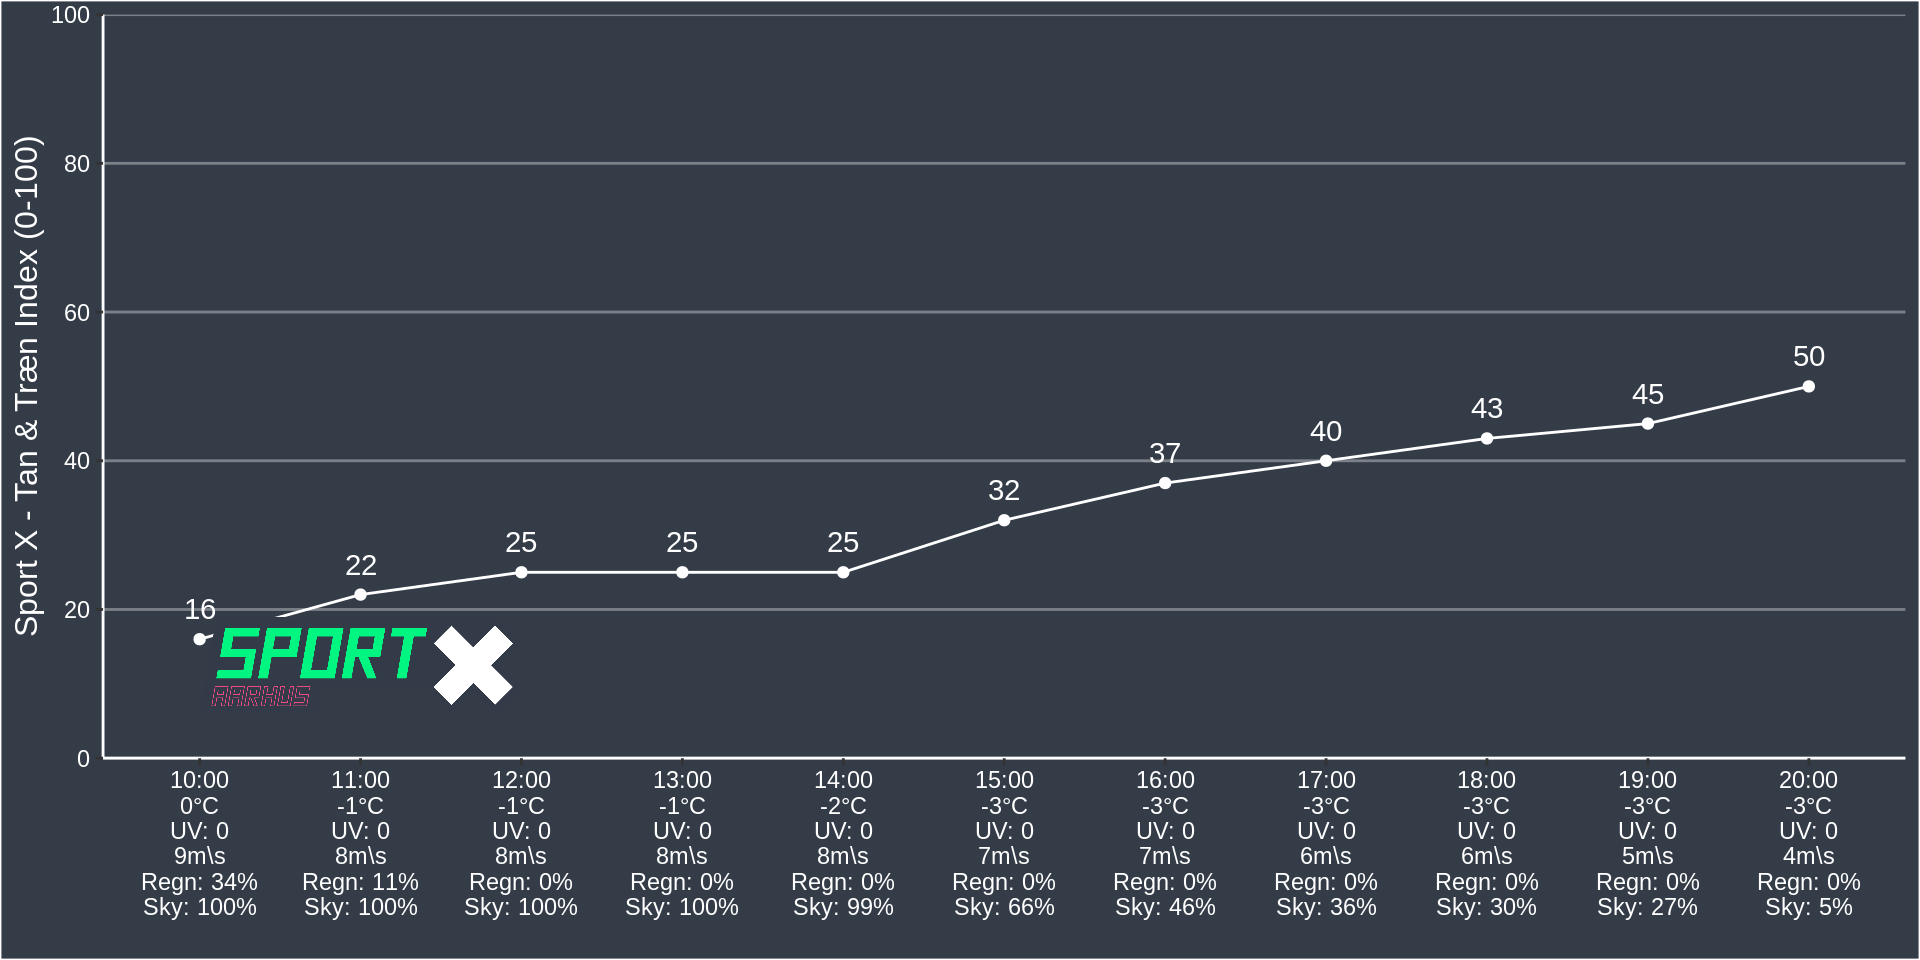 Sport X - Tan & Træn Index (0-100)
100
80
60
40
20
0
16
22
25
25
25
32
37
40
43
45
50
SPORT X
AARHUS
10:00 11:00 12:00 13:00 14:00 15:00 16:00 17:00 18:00 19:00 20:00
0°C -1°C -1°C -1°C -2°C -3°C -3°C -3°C -3°C -3°C -3°C
UV: 0 UV: 0 UV: 0 UV: 0 UV: 0 UV: 0 UV: 0 UV: 0 UV: 0 UV: 0 UV: 0
9m\s 8m\s 8m\s 8m\s 8m\s 7m\s 7m\s 6m\s 6m\s 5m\s 4m\s
Regn: 34% Regn: 11% Regn: 0% Regn: 0% Regn: 0% Regn: 0% Regn: 0% Regn: 0% Regn: 0% Regn: 0% Regn: 0%
Sky: 100% Sky: 100% Sky: 100% Sky: 100% Sky: 99% Sky: 66% Sky: 46% Sky: 36% Sky: 30% Sky: 27% Sky: 5%